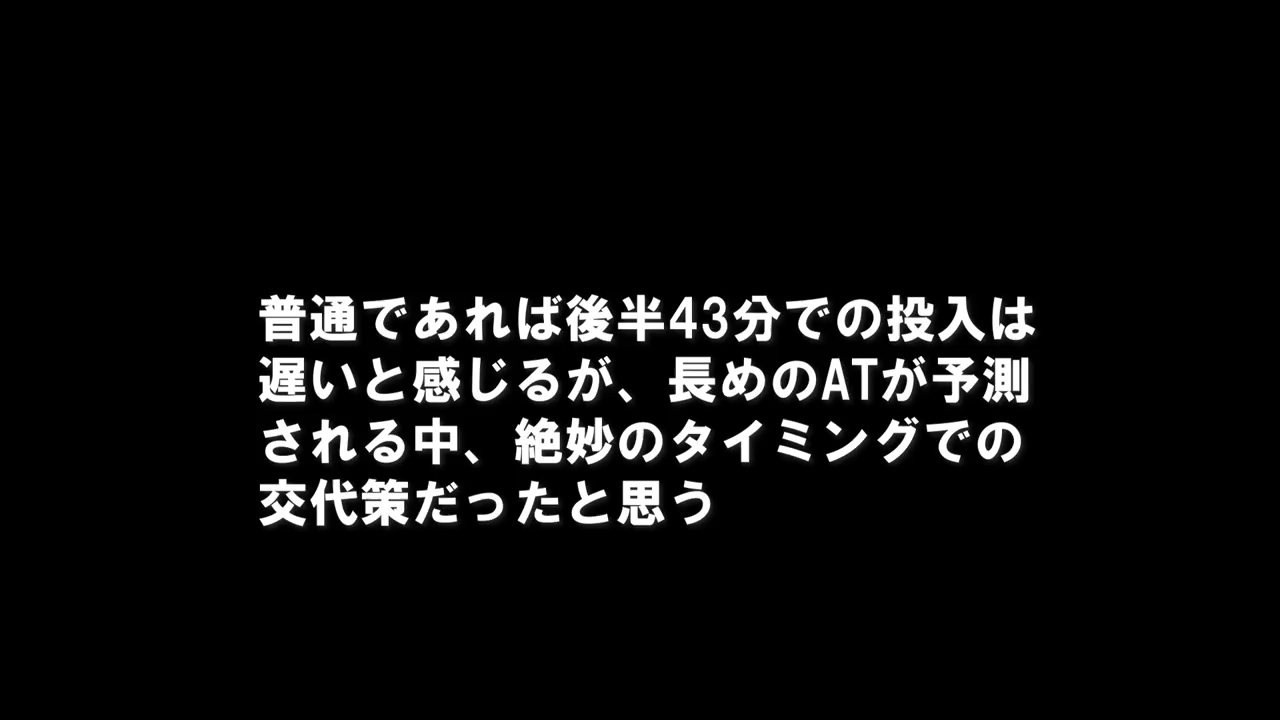 普通であれば後半43分での投入は
遅いと感じるが、長めのATが予測
される中、絶妙のタイミングでの
交代策だったと思う